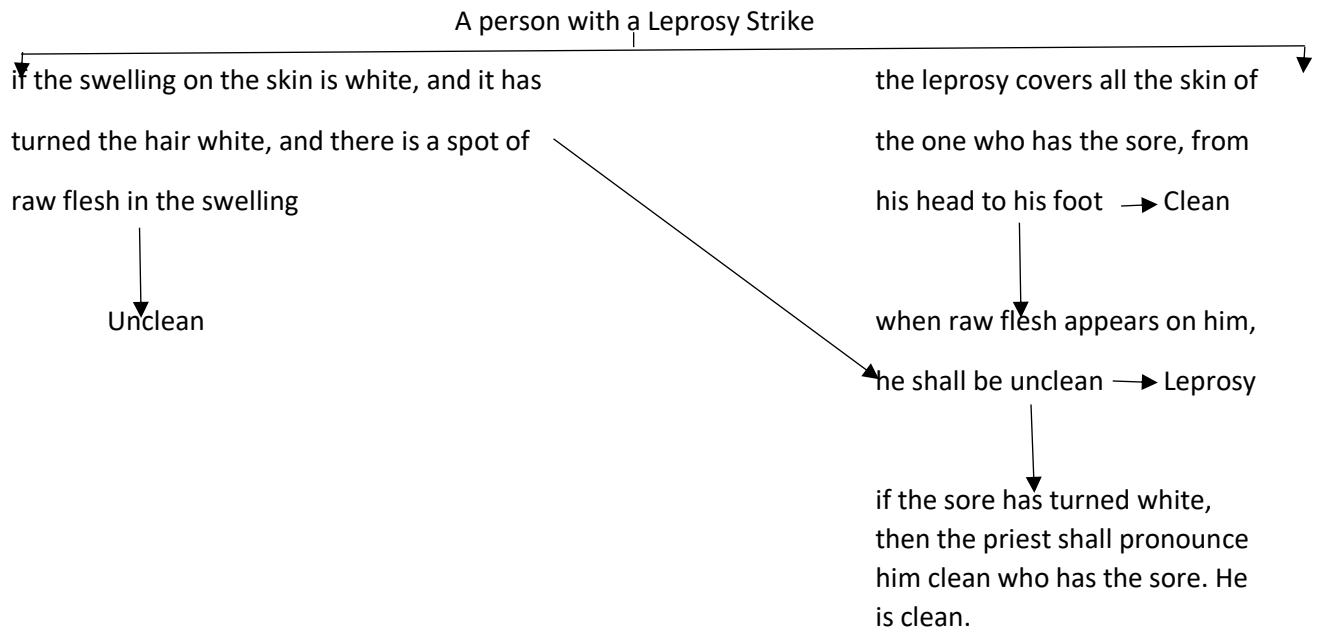 A person with a Leprosy Strike
if the swelling on the skin is white, and it has
turned the hair white, and there is a spot of
raw flesh in the swelling
Unclean
the leprosy covers all the skin of
the one who has the sore, from
his head to his foot
Clean
when raw flesh appears on him,
he shall be unclean
Leprosy
if the sore has turned white,
then the priest shall pronounce
him clean who has the sore. He
is clean.